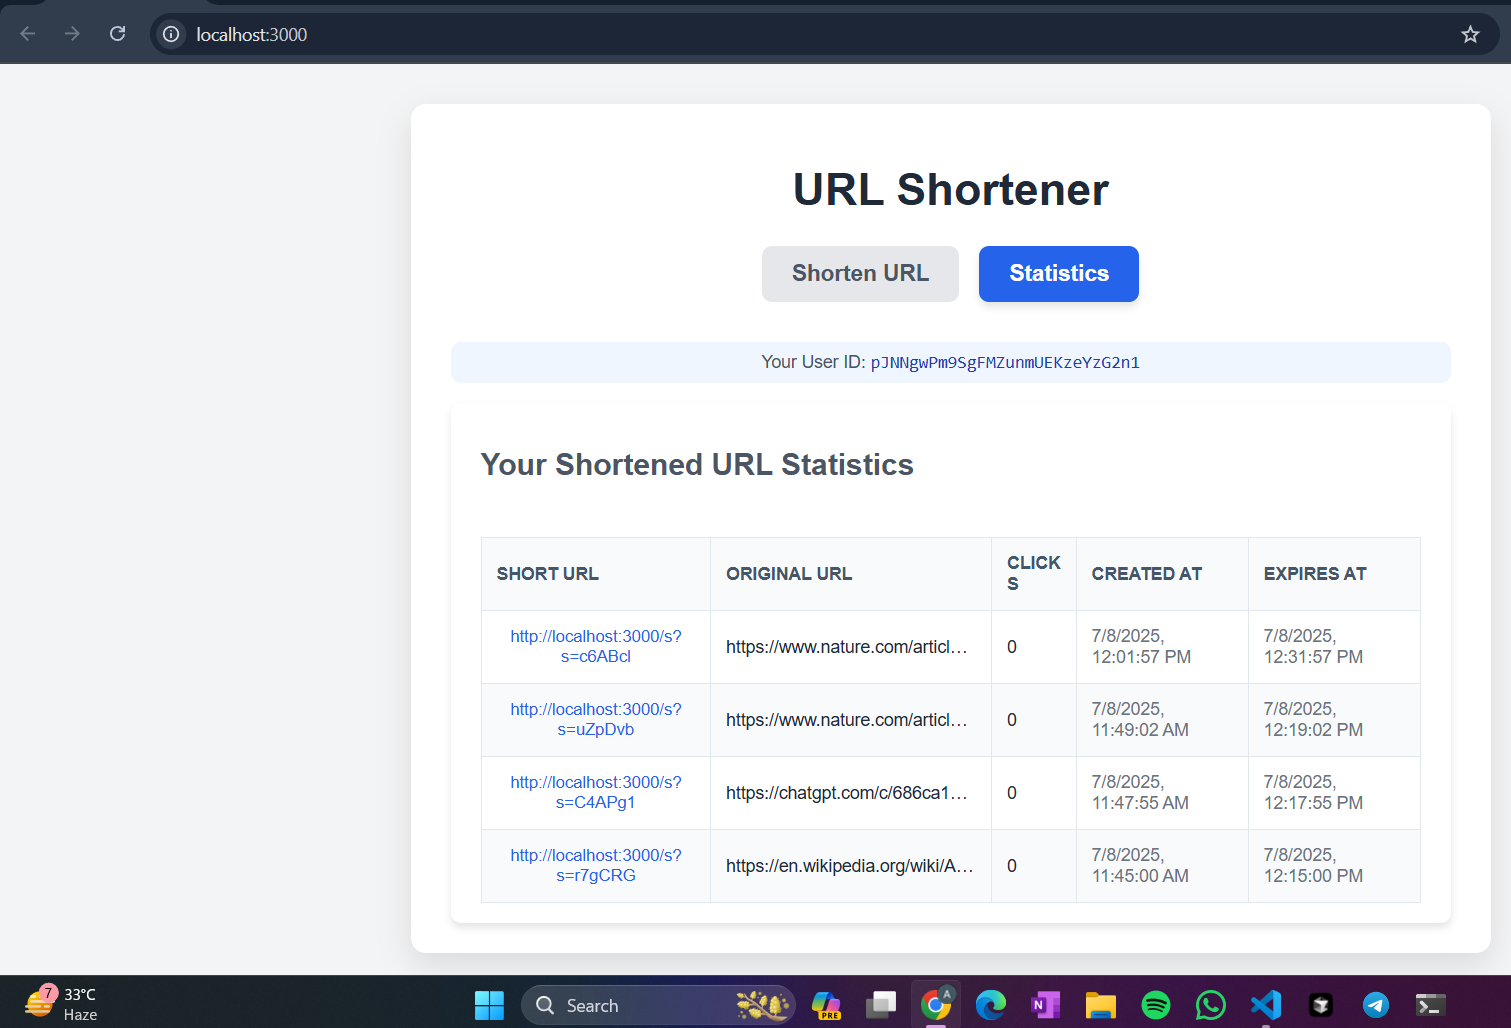 localhost:3000
URL Shortener
Shorten URL
Statistics
Your User ID: pJNNgwPm9SgFMZunmUEKzeYzG2n1
Your Shortened URL Statistics
SHORT URL
ORIGINAL URL
CLICK
S
CREATED AT
EXPIRES AT
http://localhost:3000/s?
s=c6ABcl
https://www.nature.com/articl…
0
7/8/2025,
12:01:57 PM
7/8/2025,
12:31:57 PM
http://localhost:3000/s?
s=uZpDvb
https://www.nature.com/articl…
0
7/8/2025,
11:49:02 AM
7/8/2025,
12:19:02 PM
http://localhost:3000/s?
s=C4APg1
https://chatgpt.com/c/686ca1…
0
7/8/2025,
11:47:55 AM
7/8/2025,
12:17:55 PM
http://localhost:3000/s?
s=r7gCRG
https://en.wikipedia.org/wiki/A…
0
7/8/2025,
11:45:00 AM
7/8/2025,
12:15:00 PM
7
33°C
Haze
Search
PRE
A
N